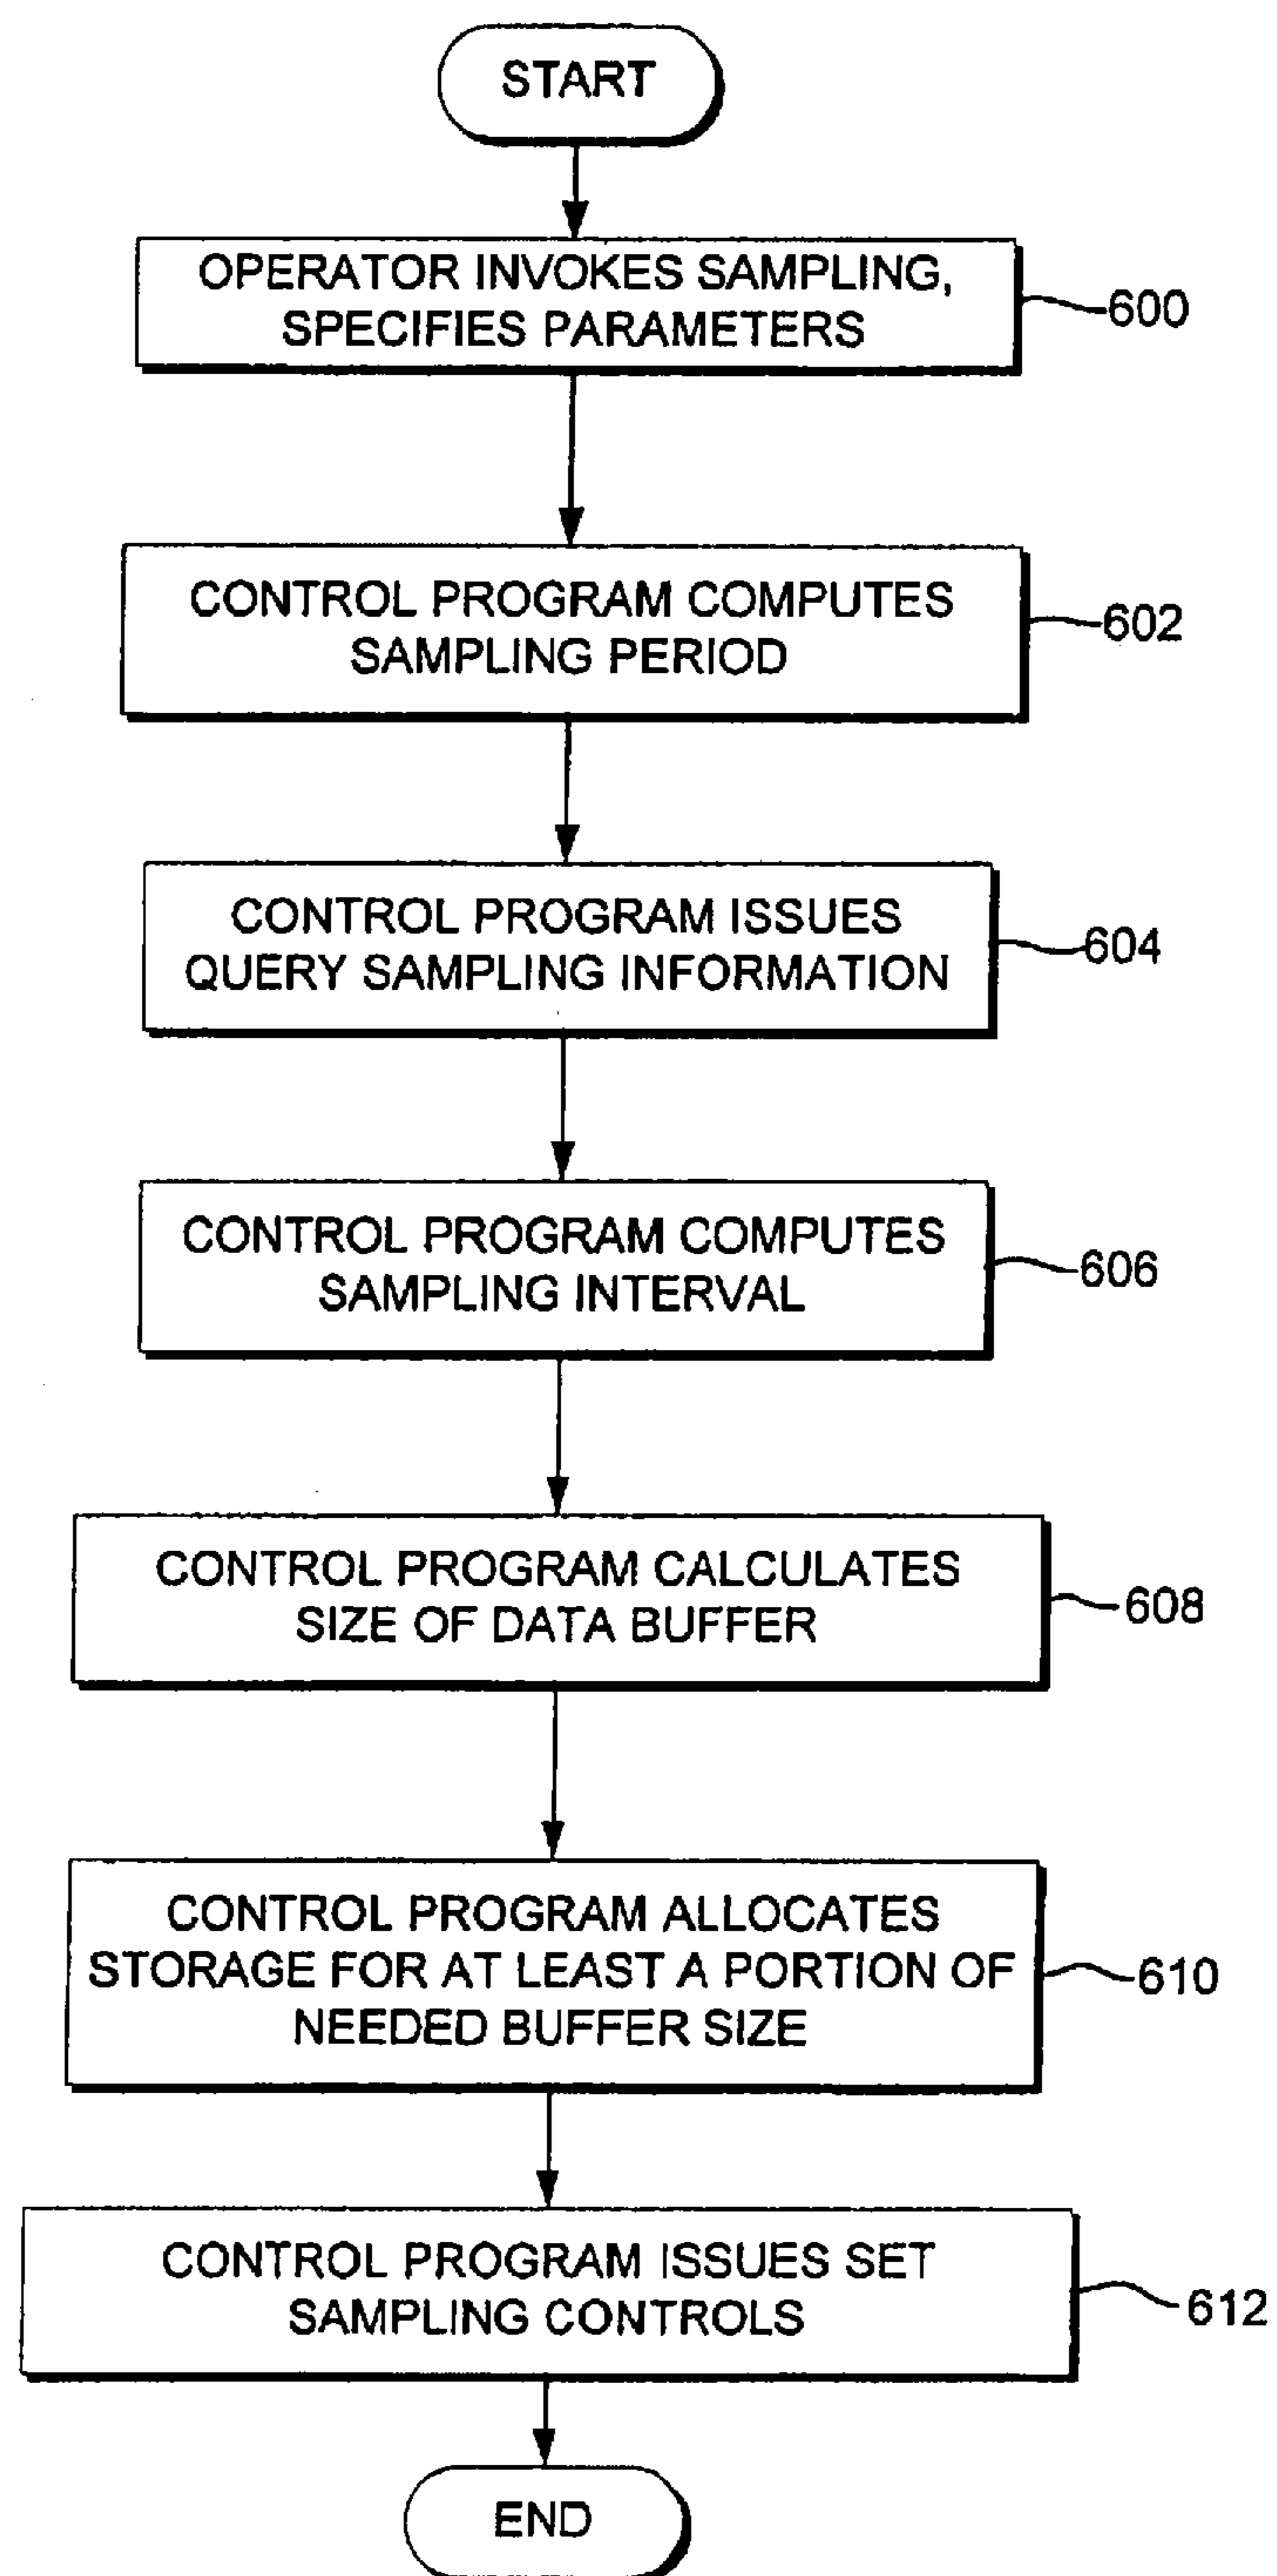 START
OPERATOR INVOKES SAMPLING,
SPECIFIES PARAMETERS
600
CONTROL PROGRAM COMPUTES
SAMPLING PERIOD
602
CONTROL PROGRAM ISSUES
QUERY SAMPLING INFORMATION
604
CONTROL PROGRAM COMPUTES
SAMPLING INTERVAL
606
CONTROL PROGRAM CALCULATES
SIZE OF DATA BUFFER
608
CONTROL PROGRAM ALLOCATES
STORAGE FOR AT LEAST A PORTION OF
NEEDED BUFFER SIZE
610
CONTROL PROGRAM ISSUES SET
SAMPLING CONTROLS
612
END